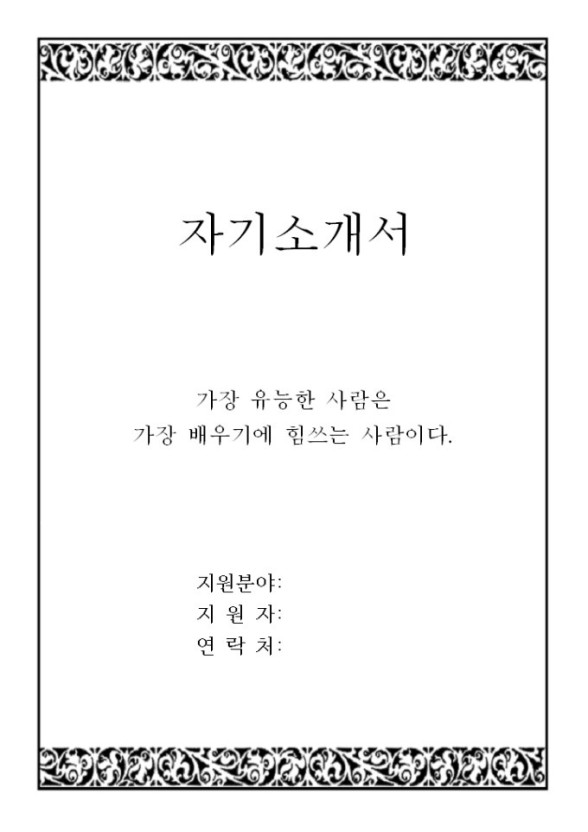 자기소개서
가장 유능한 사람은
가장 배우기에 힘쓰는 사람이다.
지원분야:
지 원 자:
연 락 처: